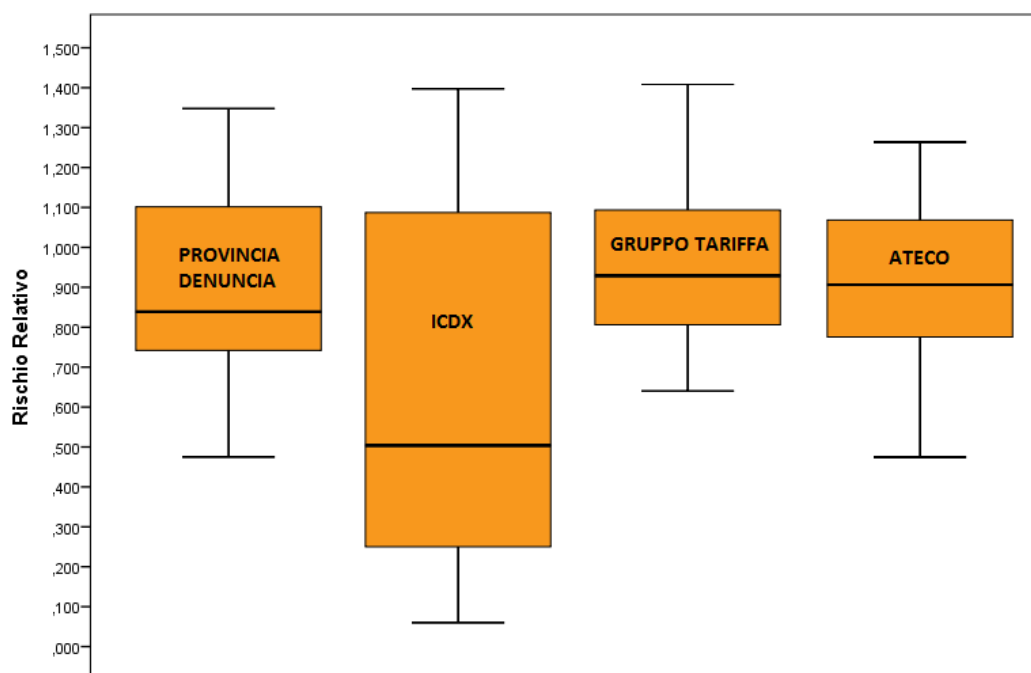 1,500
1,400
1,300
1,200
1,100
1,000
,900
,800
,700
,600
,500
,400
,300
,200
,100
,000
Rischio Relativo
PROVINCIA
DENUNCIA
ICDX
GRUPPO TARIFFA
ATECO